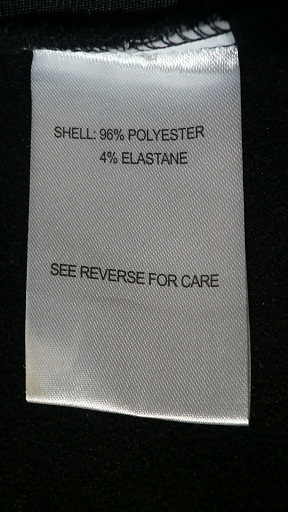 SHELL: 96% POLYESTER
4% ELASTANE
SEE REVERSE FOR CARE